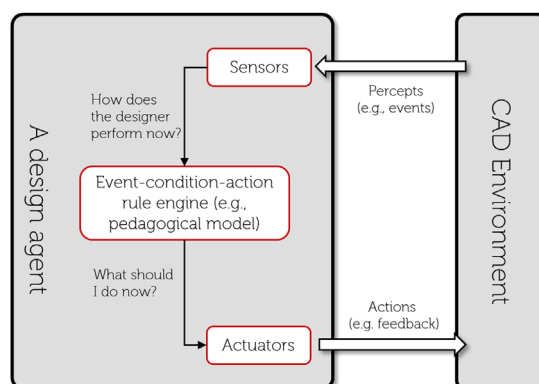 Sensors
Percepts
(e.g., events)
How does
the designer
perform now?
A design agent
CAD Environment
Event-condition-action
rule engine (e.g.,
pedagogical model)
What should
I do now?
Actions
(e.g. feedback)
Actuators